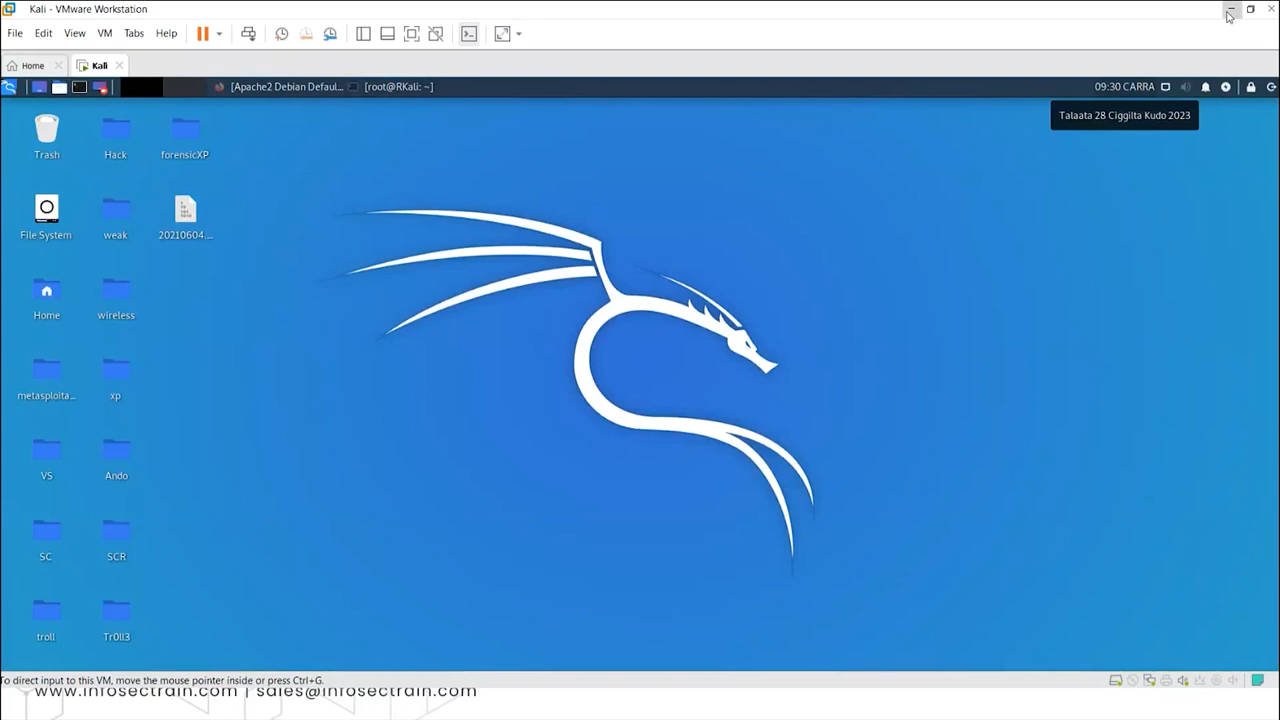 Kali - VMware Workstation
File Edit View VM Tabs Help
Home Kali
[Apache2 Debian Defaul... [root@RKali: ~] 09:30 CARRA
Talaata 28 Ciggilta Kudo 2023
Trash Hack forensicXP
File System weak 20210604....
Home wireless
metasploita... xp
VS Ando
SC SCR
troll Tr0ll3
To direct input to this VM, move the mouse pointer inside or press Ctrl+G.
www.infosectrain.com | sales@infosectrain.com